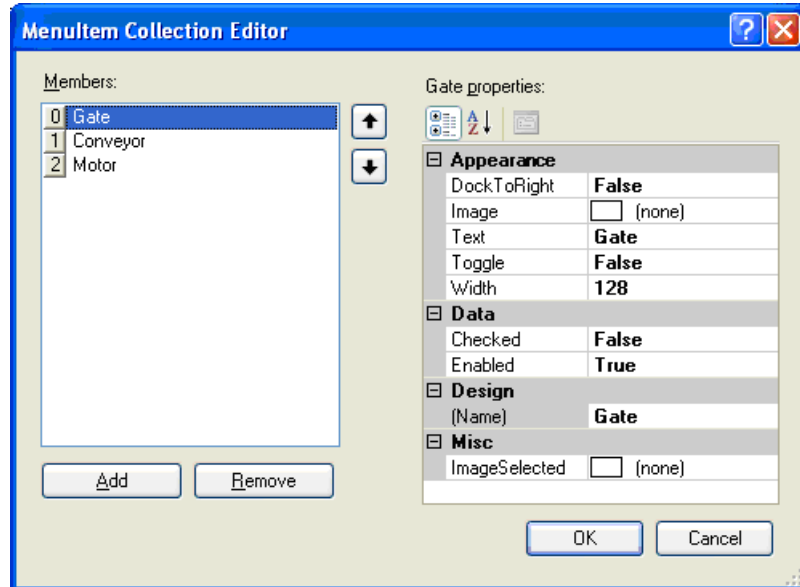 MenuItem Collection Editor
Members:
0 Gate
1 Conveyor
2 Motor
Add Remove
Gate properties:
A
Z
Appearance
DockToRight False
Image (none)
Text Gate
Toggle False
Width 128
Data
Checked False
Enabled True
Design
(Name) Gate
Misc
ImageSelected (none)
OK Cancel